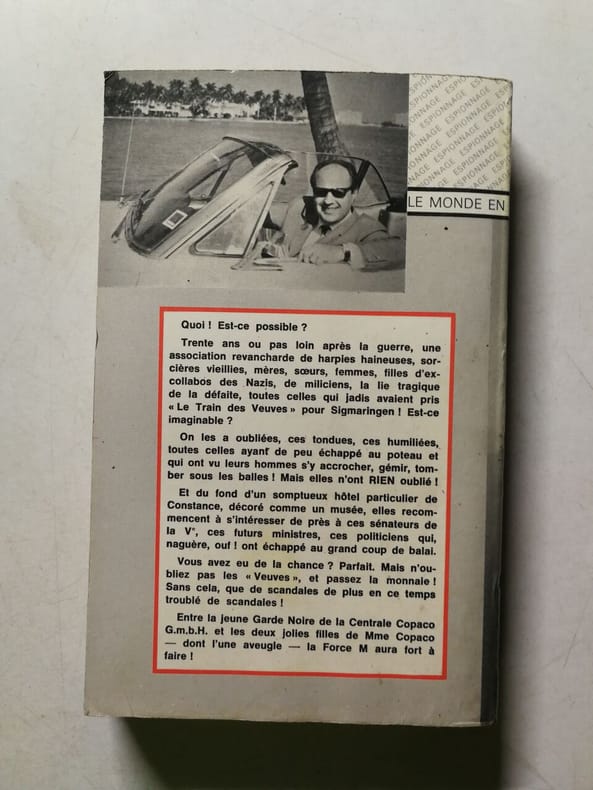 ESPIONNAGE ESPIONNAGE ESPIONNAGE
LE MONDE EN
Quoi ! Est-ce possible ?
Trente ans ou pas loin après la guerre, une
association revancharde de harpies haineuses, sor-
cières vieillies, mères, sœurs, femmes, filles d'ex-
collabos des Nazis, de miliciens, la lie tragique
de la défaite, toutes celles qui jadis avaient pris
« Le Train des Veuves » pour Sigmaringen ! Est-ce
imaginable ?
On les a oubliées, ces tondues, ces humiliées,
toutes celles ayant de peu échappé au poteau et
qui ont vu leurs hommes s'y accrocher, gémir, tom-
ber sous les balles ! Mais elles n'ont RIEN oublié !
Et du fond d'un somptueux hôtel particulier de
Constance, décoré comme un musée, elles recom-
mencent à s'intéresser de près à ces sénateurs de
la Vᵉ, ces futurs ministres, ces politiciens qui,
naguère, ouf ! ont échappé au grand coup de balai.
Vous avez eu de la chance ? Parfait. Mais n'ou-
bliez pas les « Veuves », et passez la monnaie !
Sans cela, que de scandales de plus en ce temps
troublé de scandales !
Entre la jeune Garde Noire de la Centrale Copaco
G.m.b.H. et les deux jolies filles de Mme Copaco
— dont l'une aveugle — la Force M aura fort à
faire !